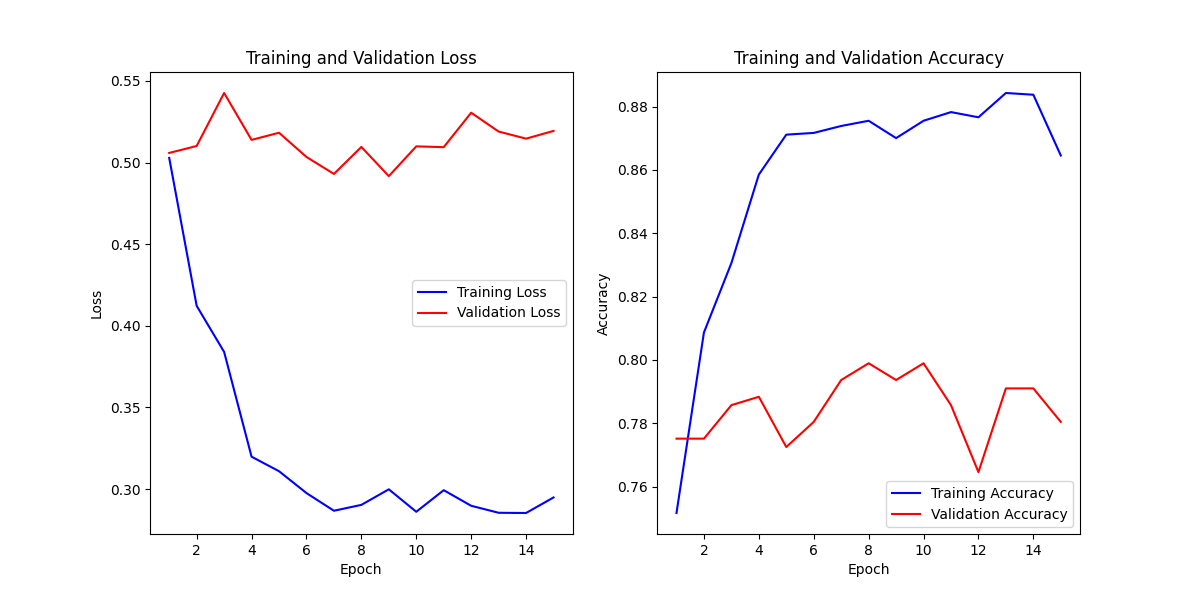 Training and Validation Loss
0.55
0.50
0.45
0.40
0.35
0.30
Loss
Training Loss
Validation Loss
2 4 6 8 10 12 14
Epoch
Training and Validation Accuracy
0.88
0.86
0.84
0.82
0.80
0.78
0.76
Accuracy
Training Accuracy
Validation Accuracy
2 4 6 8 10 12 14
Epoch